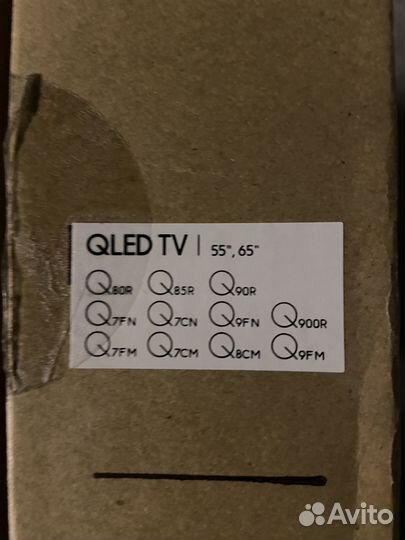 QLED TV | 55", 65"
Q80R Q85R Q90R
Q7FN Q7CN Q9FN Q900R
Q7FM Q7CM Q8CM Q9FM
Avito